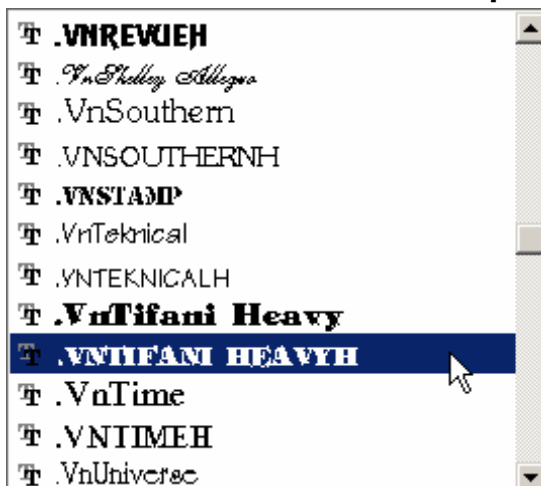 .VNREVUEH
.VnShelley Allegro
.VnSouthern
.VNSOUTHERNH
.VNSTAMP
.VnTeknical
.VNTEKNICALH
.VnTifani Heavy
.VNTIFANI HEAVYH
.VnTime
.VNTIMEH
.VnUniverse